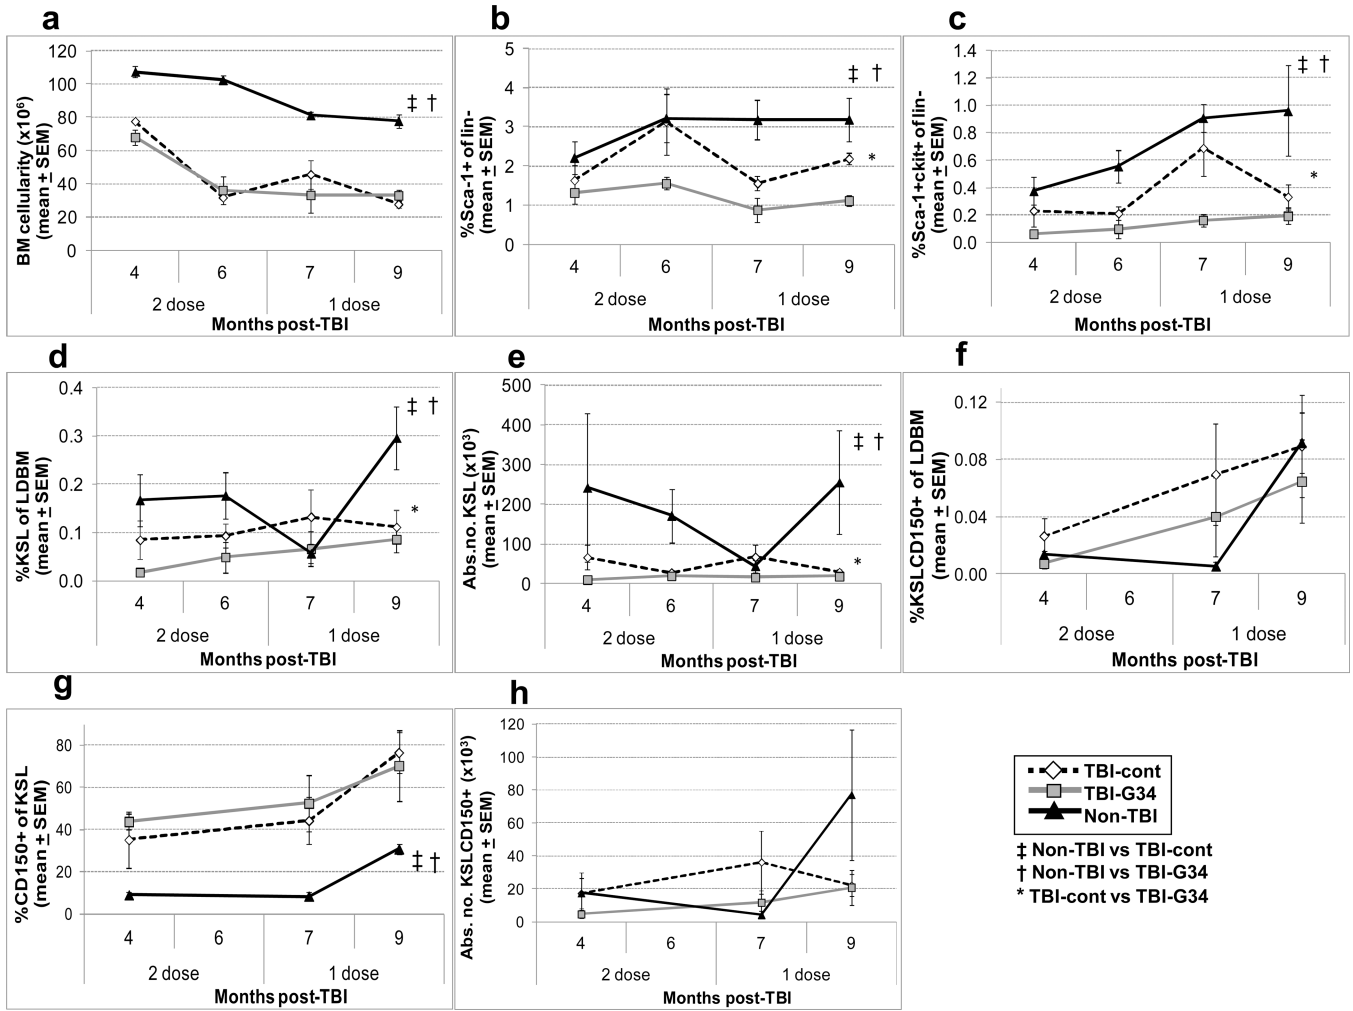 a
BM cellularity (x10⁶)
(mean ± SEM)
120
100
80
60
40
20
0
‡ †
4 6 7 9
2 dose 1 dose
Months post-TBI
b
%Sca-1+ of lin-
(mean ± SEM)
5
4
3
2
1
0
‡ †
*
4 6 7 9
2 dose 1 dose
Months post-TBI
c
%Sca-1+ckit+ of lin-
(mean ± SEM)
1.4
1.2
1.0
0.8
0.6
0.4
0.2
0.0
‡ †
*
4 6 7 9
2 dose 1 dose
Months post-TBI
d
%KSL of LDBM
(mean ± SEM)
0.4
0.3
0.2
0.1
0.0
‡ †
*
4 6 7 9
2 dose 1 dose
Months post-TBI
e
Abs.no. KSL (x10³)
(mean ± SEM)
500
400
300
200
100
0
‡ †
*
4 6 7 9
2 dose 1 dose
Months post-TBI
f
%KSLCD150+ of LDBM
(mean ± SEM)
0.12
0.08
0.04
0.00
4 6 7 9
2 dose 1 dose
Months post-TBI
g
%CD150+ of KSL
(mean ± SEM)
80
60
40
20
0
‡ †
4 6 7 9
2 dose 1 dose
Months post-TBI
h
Abs. no. KSLCD150+ (x10³)
(mean ± SEM)
120
100
80
60
40
20
0
4 6 7 9
2 dose 1 dose
Months post-TBI
TBI-cont
TBI-G34
Non-TBI
‡ Non-TBI vs TBI-cont
† Non-TBI vs TBI-G34
* TBI-cont vs TBI-G34